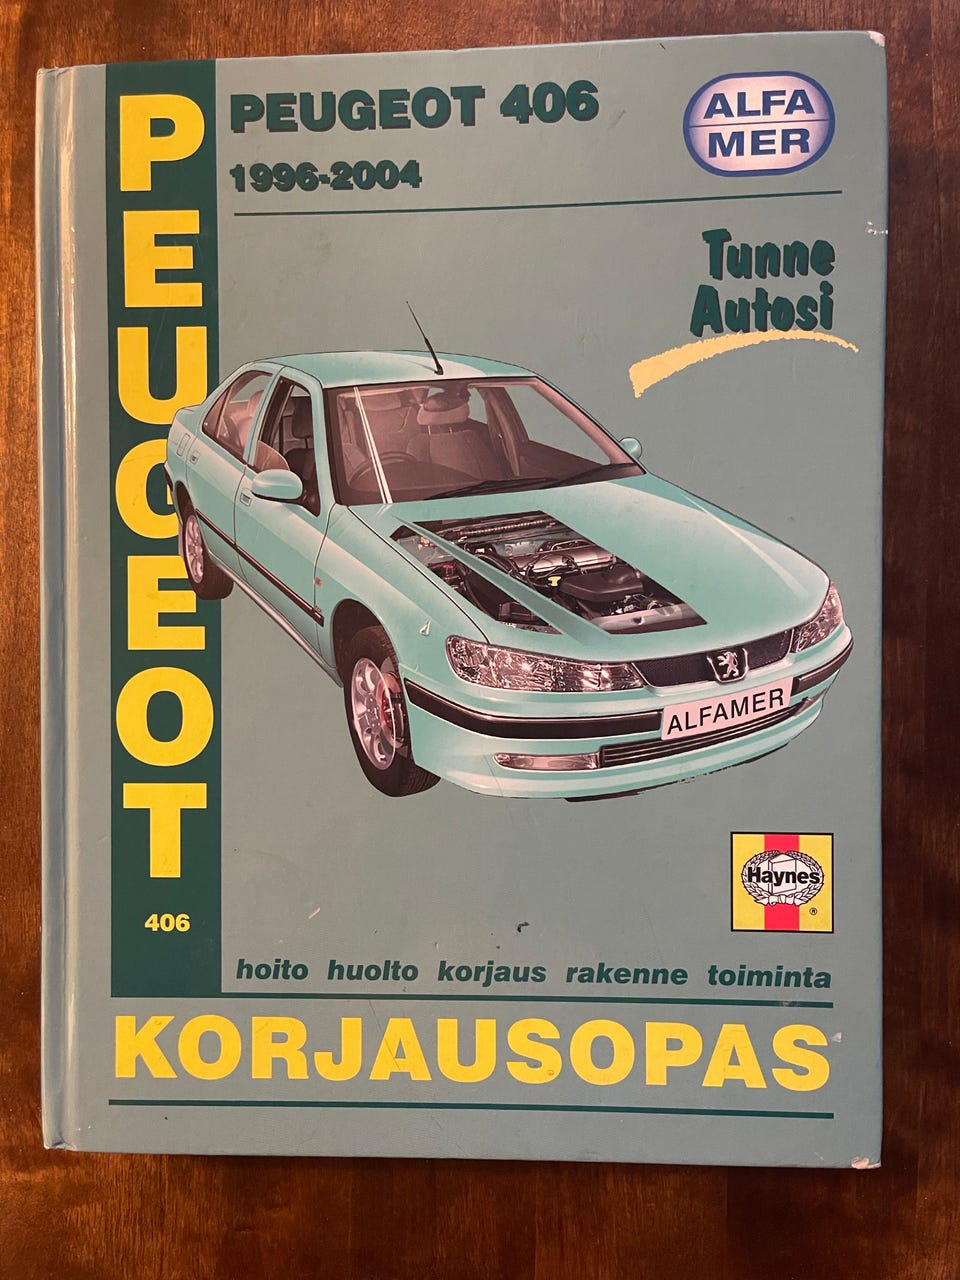 PEUGEOT
406
PEUGEOT 406
1996-2004
ALFA
MER
Tunne
Autosi
ALFAMER
Haynes
®
hoito huolto korjaus rakenne toiminta
KORJAUSOPAS